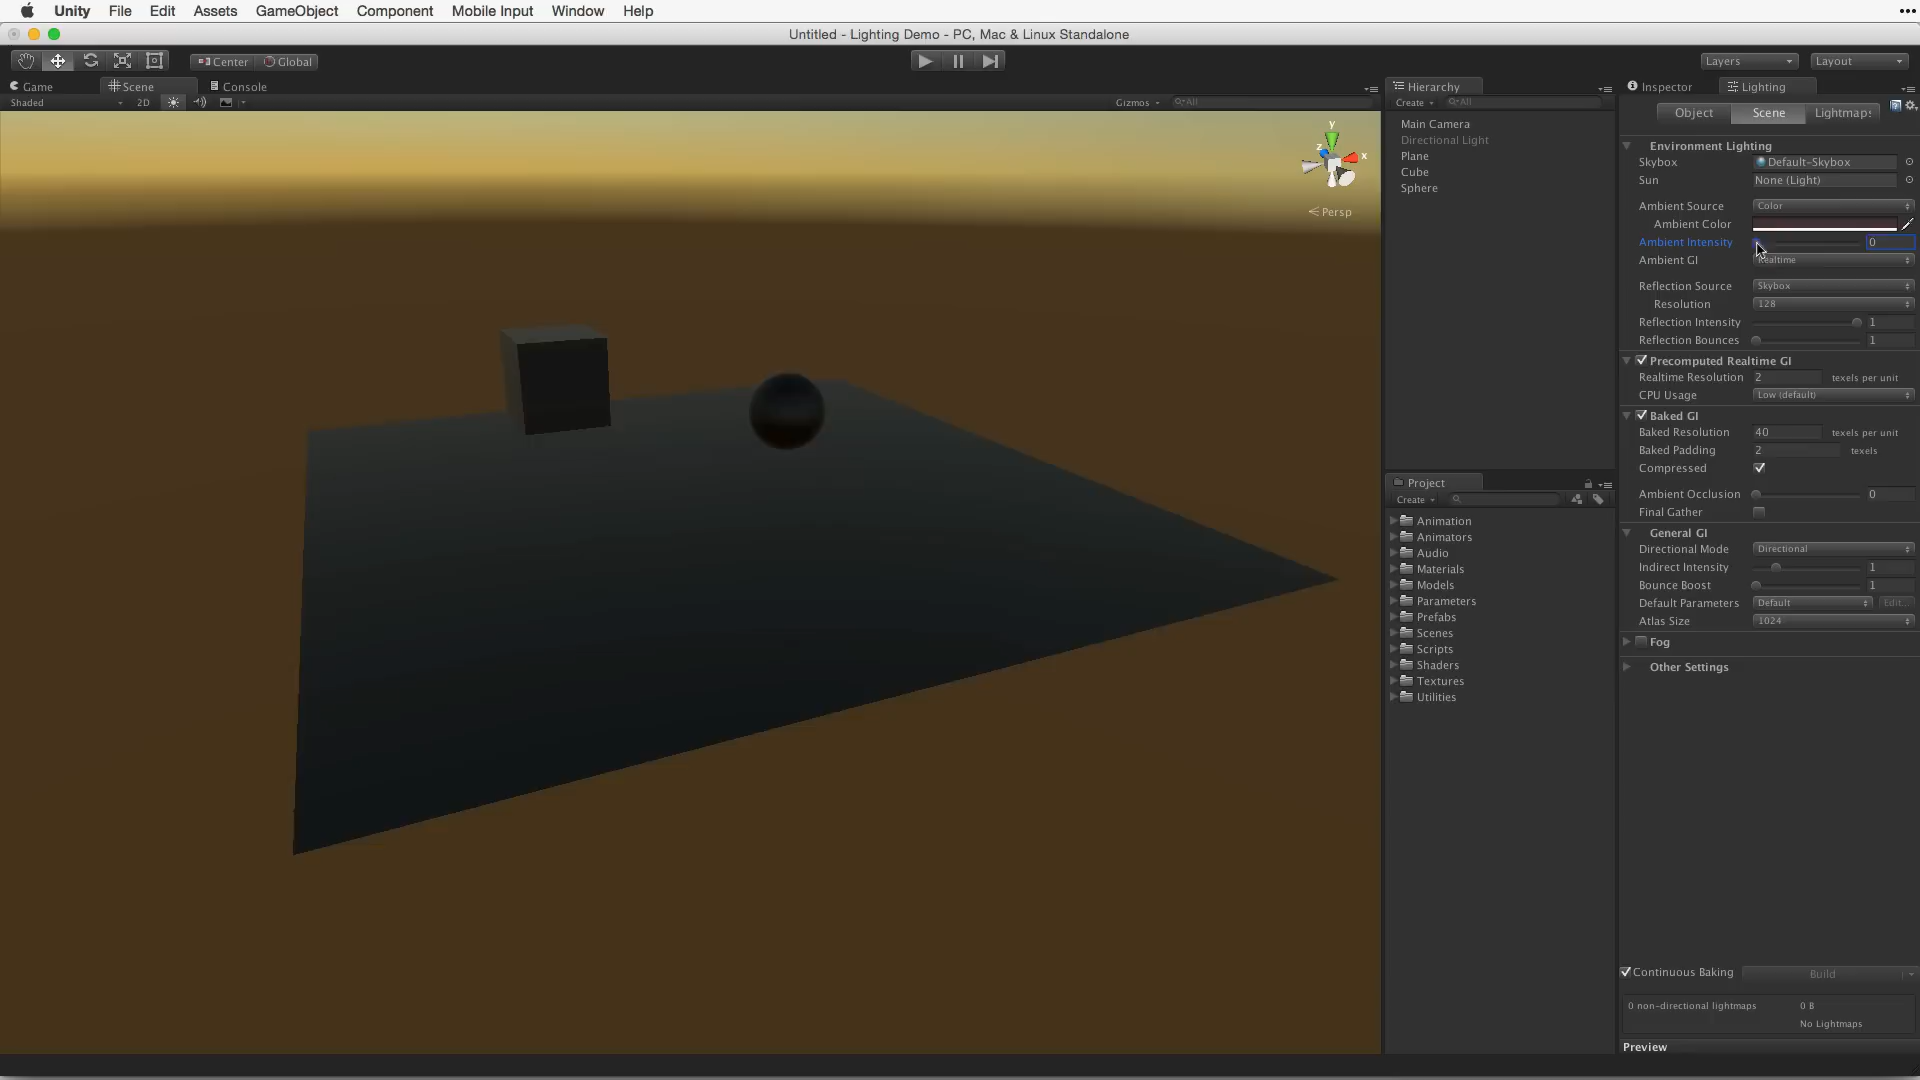 Unity File Edit Assets GameObject Component Mobile Input Window Help
Untitled - Lighting Demo - PC, Mac & Linux Standalone
Center Global
Layers Layout
Game Scene Console
Shaded 2D
Gizmos All
y
z x
Persp
Hierarchy
Create All
Main Camera
Directional Light
Plane
Cube
Sphere
Project
Create
Animation
Animators
Audio
Materials
Models
Parameters
Prefabs
Scenes
Scripts
Shaders
Textures
Utilities
Inspector Lighting
Object Scene Lightmaps
Environment Lighting
Skybox Default-Skybox
Sun None (Light)
Ambient Source Color
Ambient Color
Ambient Intensity 0
Ambient GI Realtime
Reflection Source Skybox
Resolution 128
Reflection Intensity 1
Reflection Bounces 1
Precomputed Realtime GI
Realtime Resolution 2 texels per unit
CPU Usage Low (default)
Baked GI
Baked Resolution 40 texels per unit
Baked Padding 2 texels
Compressed
Ambient Occlusion 0
Final Gather
General GI
Directional Mode Directional
Indirect Intensity 1
Bounce Boost 1
Default Parameters Default Edit...
Atlas Size 1024
Fog
Other Settings
Continuous Baking Build
0 non-directional lightmaps 0 B
No Lightmaps
Preview